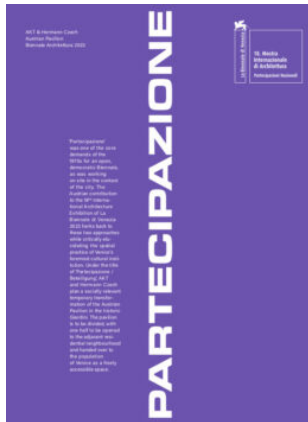 AKT & Hermann Czech
Austrian Pavilion
Biennale Architettura 2023
La Biennale di Venezia
18. Mostra
Internazionale
di Architettura
Partecipazioni Nazionali
PARTECIPAZIONE
'Partecipazione'
was one of the core
demands of the
1970s for an open,
democratic Biennale,
as was working
on site in the context
of the city. The
Austrian contribution
to the 18th Interna-
tional Architecture
Exhibition of La
Biennale di Venezia
2023 harks back to
these two approaches
while critically elu-
cidating the spatial
practice of Venice's
foremost cultural insti-
tution. Under the title
of 'Partecipazione /
Beteiligung', AKT
and Hermann Czech
plan a socially relevant
temporary transfor-
mation of the Austrian
Pavilion in the historic
Giardini. The pavilion
is to be divided, with
one half to be opened
to the adjacent resi-
dential neighbourhood
and handed over to
the population
of Venice as a freely
accessible space.